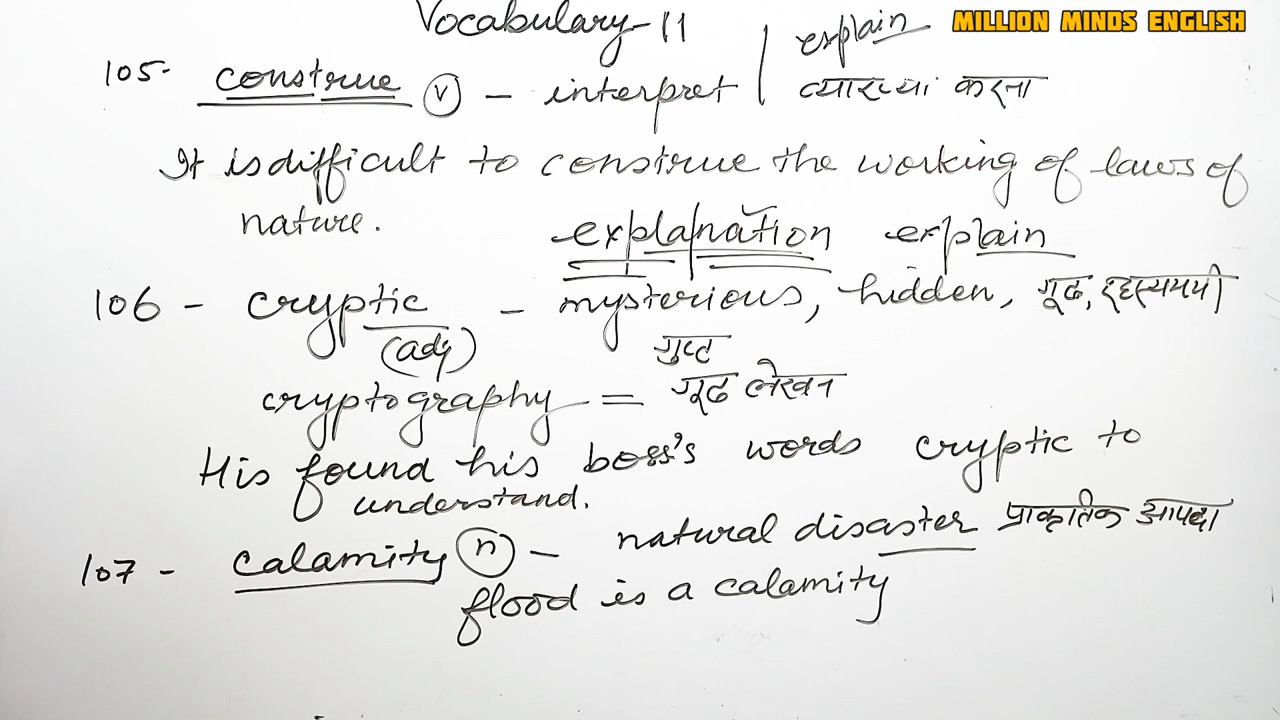 MILLION MINDS ENGLISH
Vocabulary-11
explain
105- construe (v) - interpret | व्याख्या करना
It is difficult to construe the working of laws of
nature.
explanation explain
106 - cryptic - mysterious, hidden, गूढ, रहस्यमयी
(adj) गुप्ट
cryptography = गूढ लेखन
His found his boss's words cryptic to
understand.
107 - calamity (n) - natural disaster प्राकृतिक आपदा
flood is a calamity